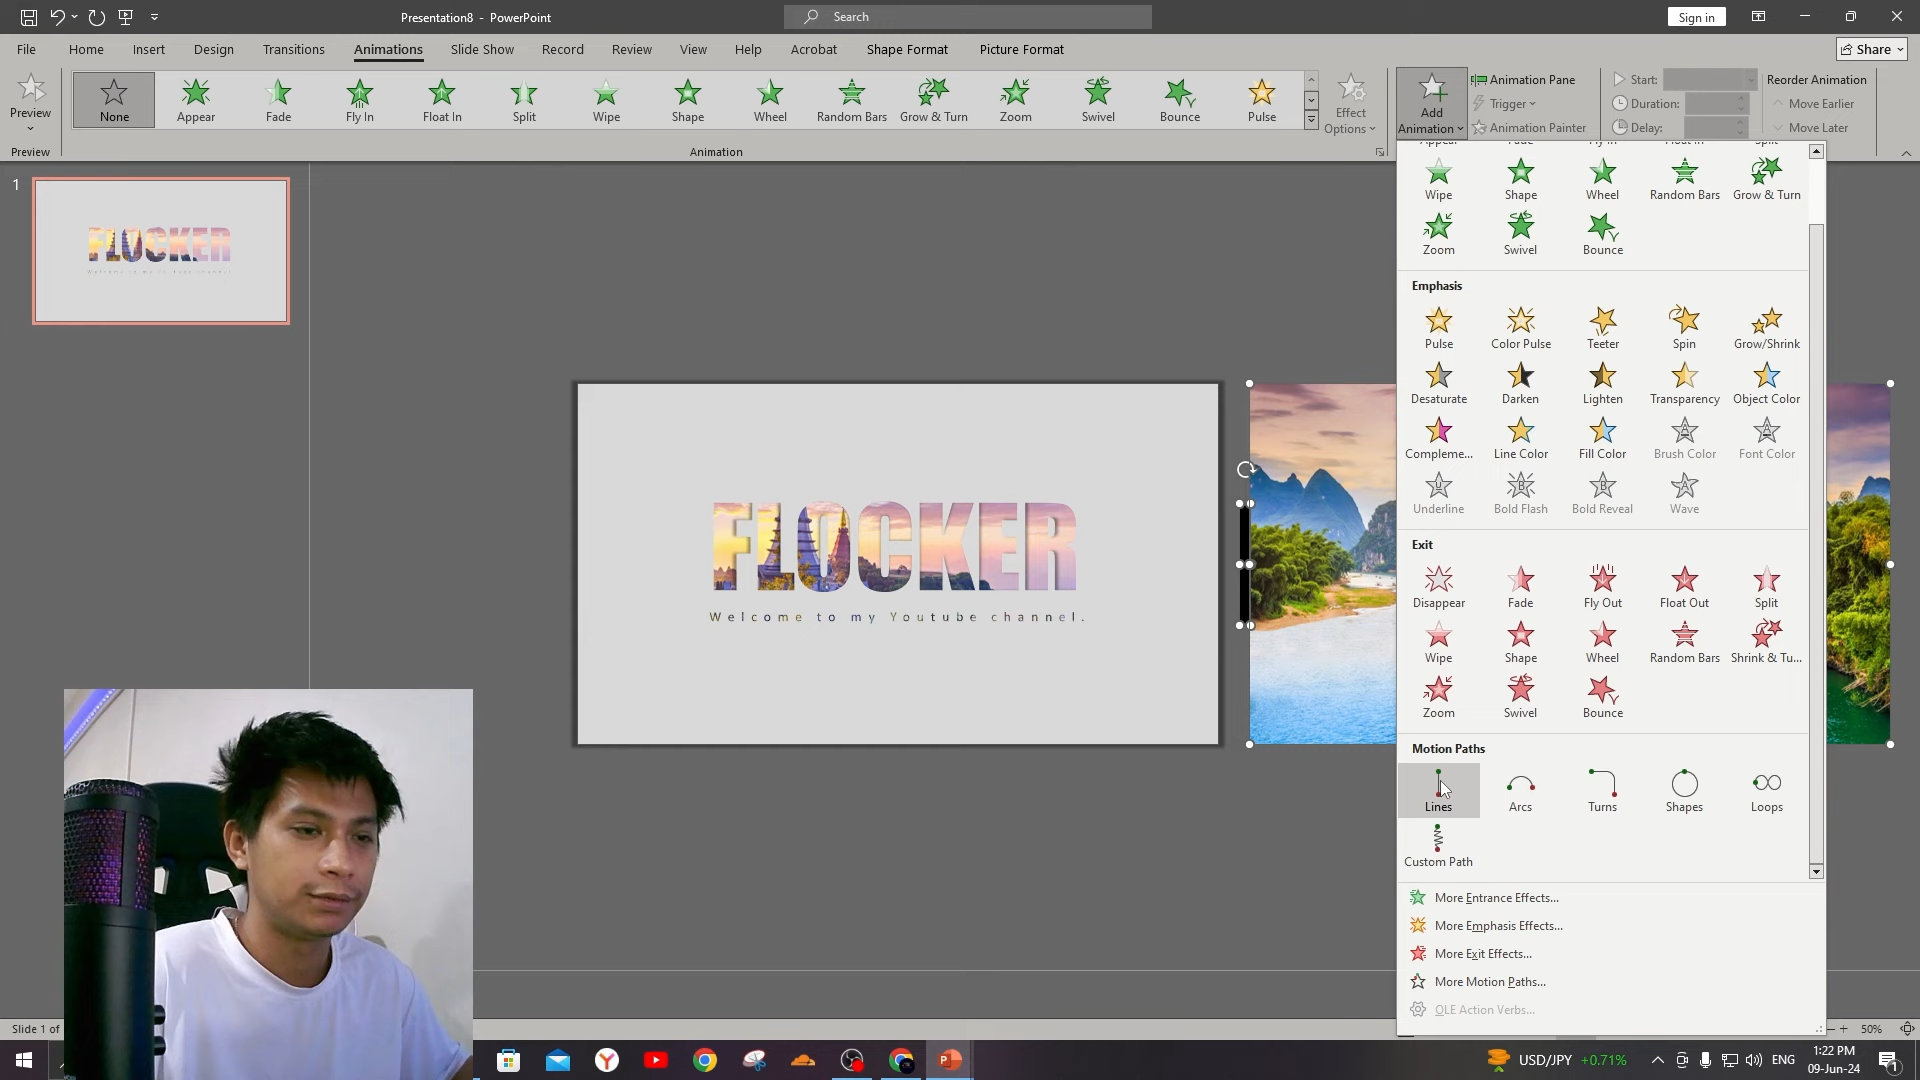 Presentation8 - PowerPoint
Search
Sign in
File
Home
Insert
Design
Transitions
Animations
Slide Show
Record
Review
View
Help
Acrobat
Shape Format
Picture Format
Share
Preview
None
Appear
Fade
Fly In
Float In
Split
Wipe
Shape
Wheel
Random Bars
Grow & Turn
Zoom
Swivel
Bounce
Pulse
Effect
Options
Add
Animation
Animation Pane
Trigger
Animation Painter
Start:
Duration:
Delay:
Reorder Animation
Move Earlier
Move Later
Preview
Animation
1
FLOCKER
Wipe
Shape
Wheel
Random Bars
Grow & Turn
Zoom
Swivel
Bounce
Emphasis
Pulse
Color Pulse
Teeter
Spin
Grow/Shrink
Desaturate
Darken
Lighten
Transparency
Object Color
Compleme...
Line Color
Fill Color
Brush Color
Font Color
Underline
Bold Flash
Bold Reveal
Wave
Exit
Disappear
Fade
Fly Out
Float Out
Split
Wipe
Shape
Wheel
Random Bars
Shrink & Tu...
Zoom
Swivel
Bounce
Motion Paths
Lines
Arcs
Turns
Shapes
Loops
Custom Path
More Entrance Effects...
More Emphasis Effects...
More Exit Effects...
More Motion Paths...
OLE Action Verbs...
FLOCKER
Welcome to my Youtube channel.
Slide 1 of
50%
USD/JPY +0.71%
ENG
1:22 PM
09-Jun-24
1